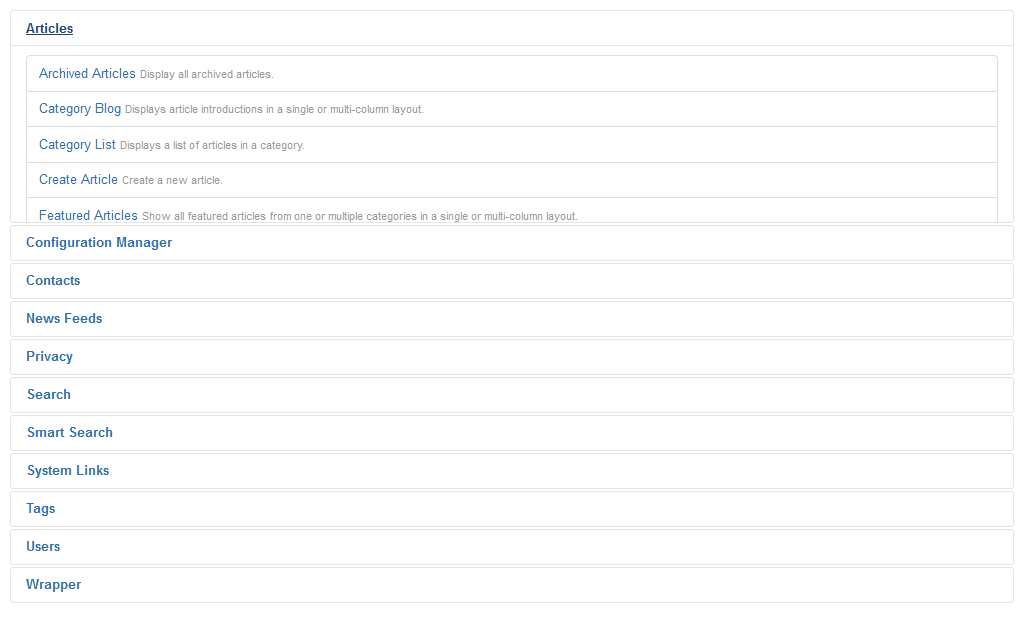 Articles
Archived Articles Display all archived articles.
Category Blog Displays article introductions in a single or multi-column layout.
Category List Displays a list of articles in a category.
Create Article Create a new article.
Featured Articles Show all featured articles from one or multiple categories in a single or multi-column layout.
Configuration Manager
Contacts
News Feeds
Privacy
Search
Smart Search
System Links
Tags
Users
Wrapper